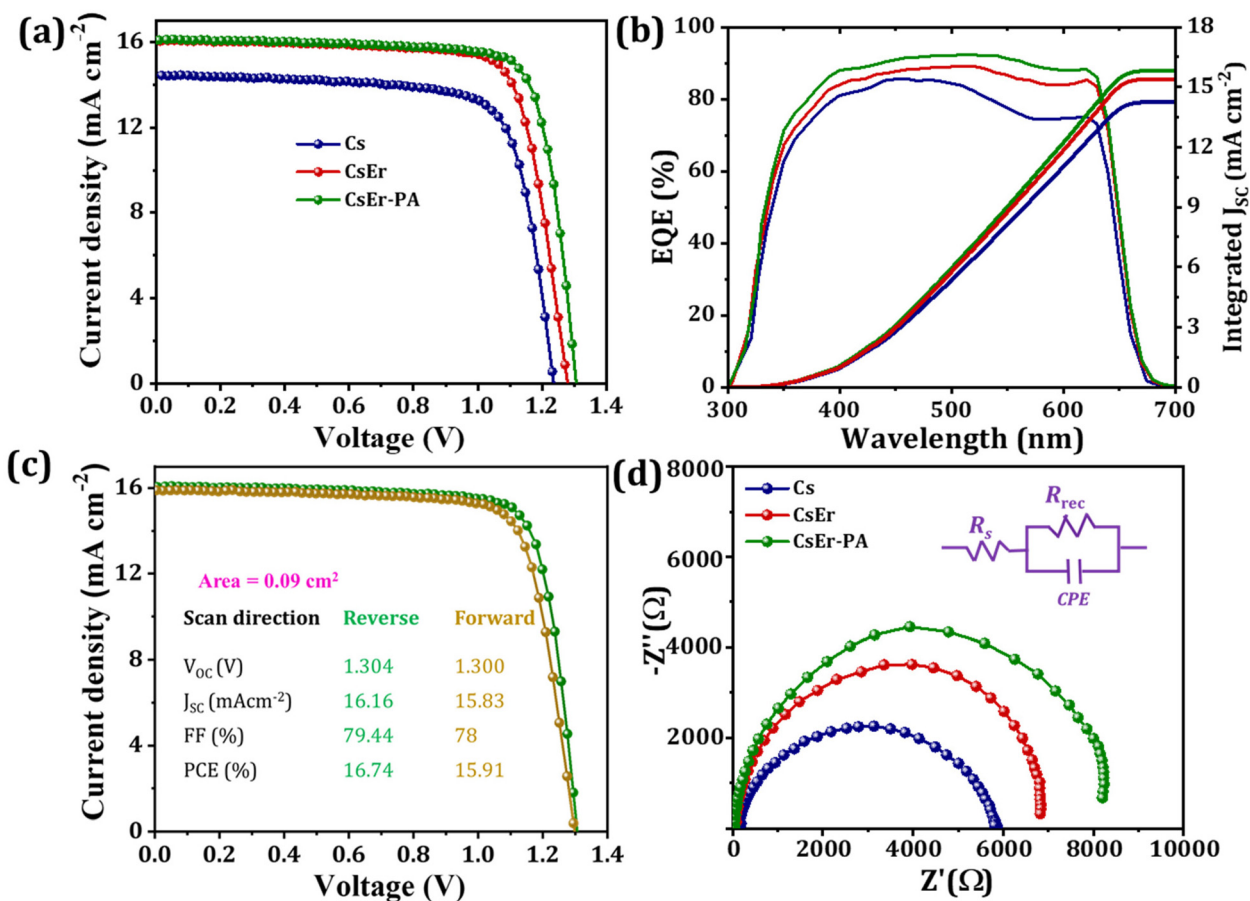 (a)
Current density (mA cm⁻²)
16
12
8
4
0
Cs
CsEr
CsEr-PA
0.0 0.2 0.4 0.6 0.8 1.0 1.2 1.4
Voltage (V)
(b)
EQE (%)
100
80
60
40
20
0
Integrated J_SC (mA cm⁻²)
18
15
12
9
6
3
0
300 400 500 600 700
Wavelength (nm)
(c)
Current density (mA cm⁻²)
20
16
12
8
4
0
Area = 0.09 cm²
Scan direction Reverse Forward
V_OC (V) 1.304 1.300
J_SC (mAcm⁻²) 16.16 15.83
FF (%) 79.44 78
PCE (%) 16.74 15.91
0.0 0.2 0.4 0.6 0.8 1.0 1.2 1.4
Voltage (V)
(d)
-Z''(Ω)
8000
6000
4000
2000
0
Cs
CsEr
CsEr-PA
R_s
R_rec
CPE
0 2000 4000 6000 8000 10000
Z'(Ω)